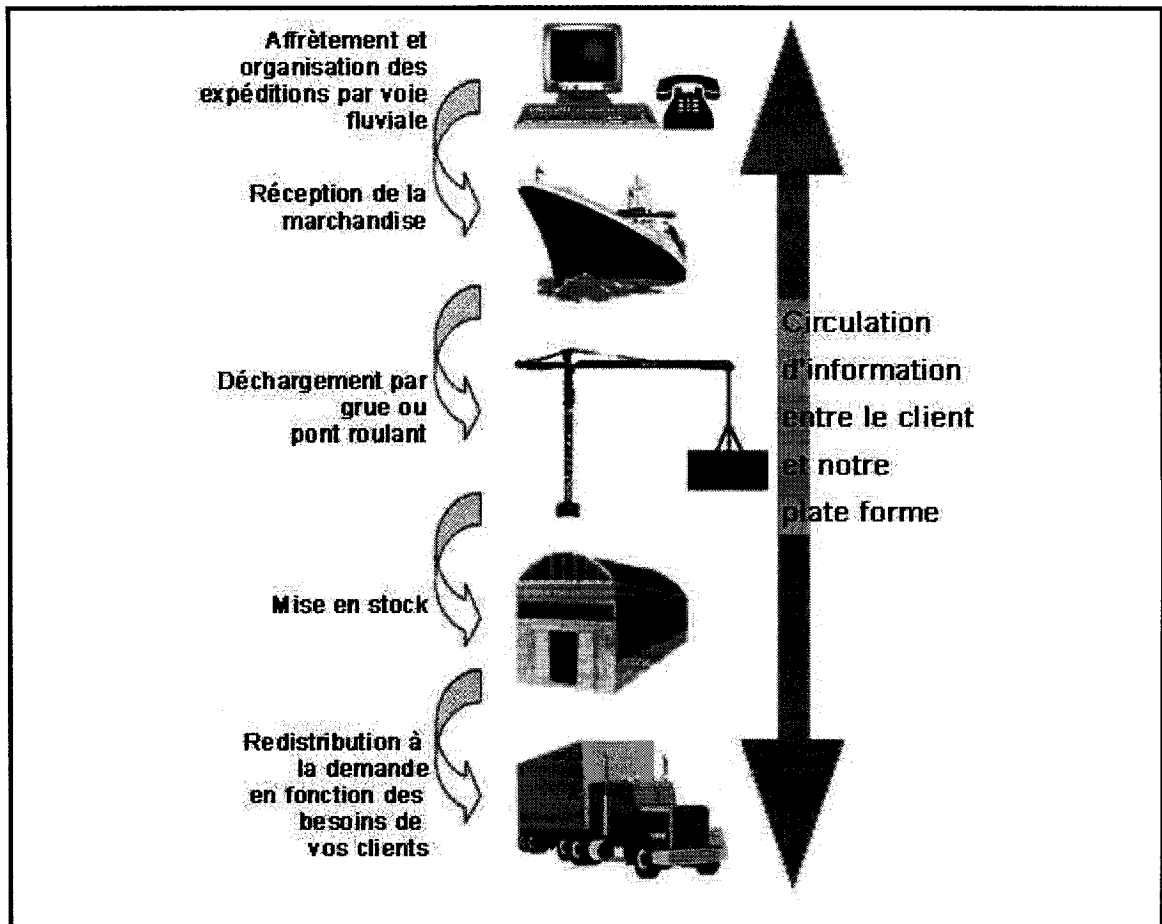 Affrètement et
organisation des
expéditions par voie
fluviale
Réception de la
marchandise
Déchargement par
grue ou
pont roulant
Mise en stock
Redistribution à
la demande
en fonction des
besoins de
vos clients
Circulation
d'information
entre le client
et notre
plate forme